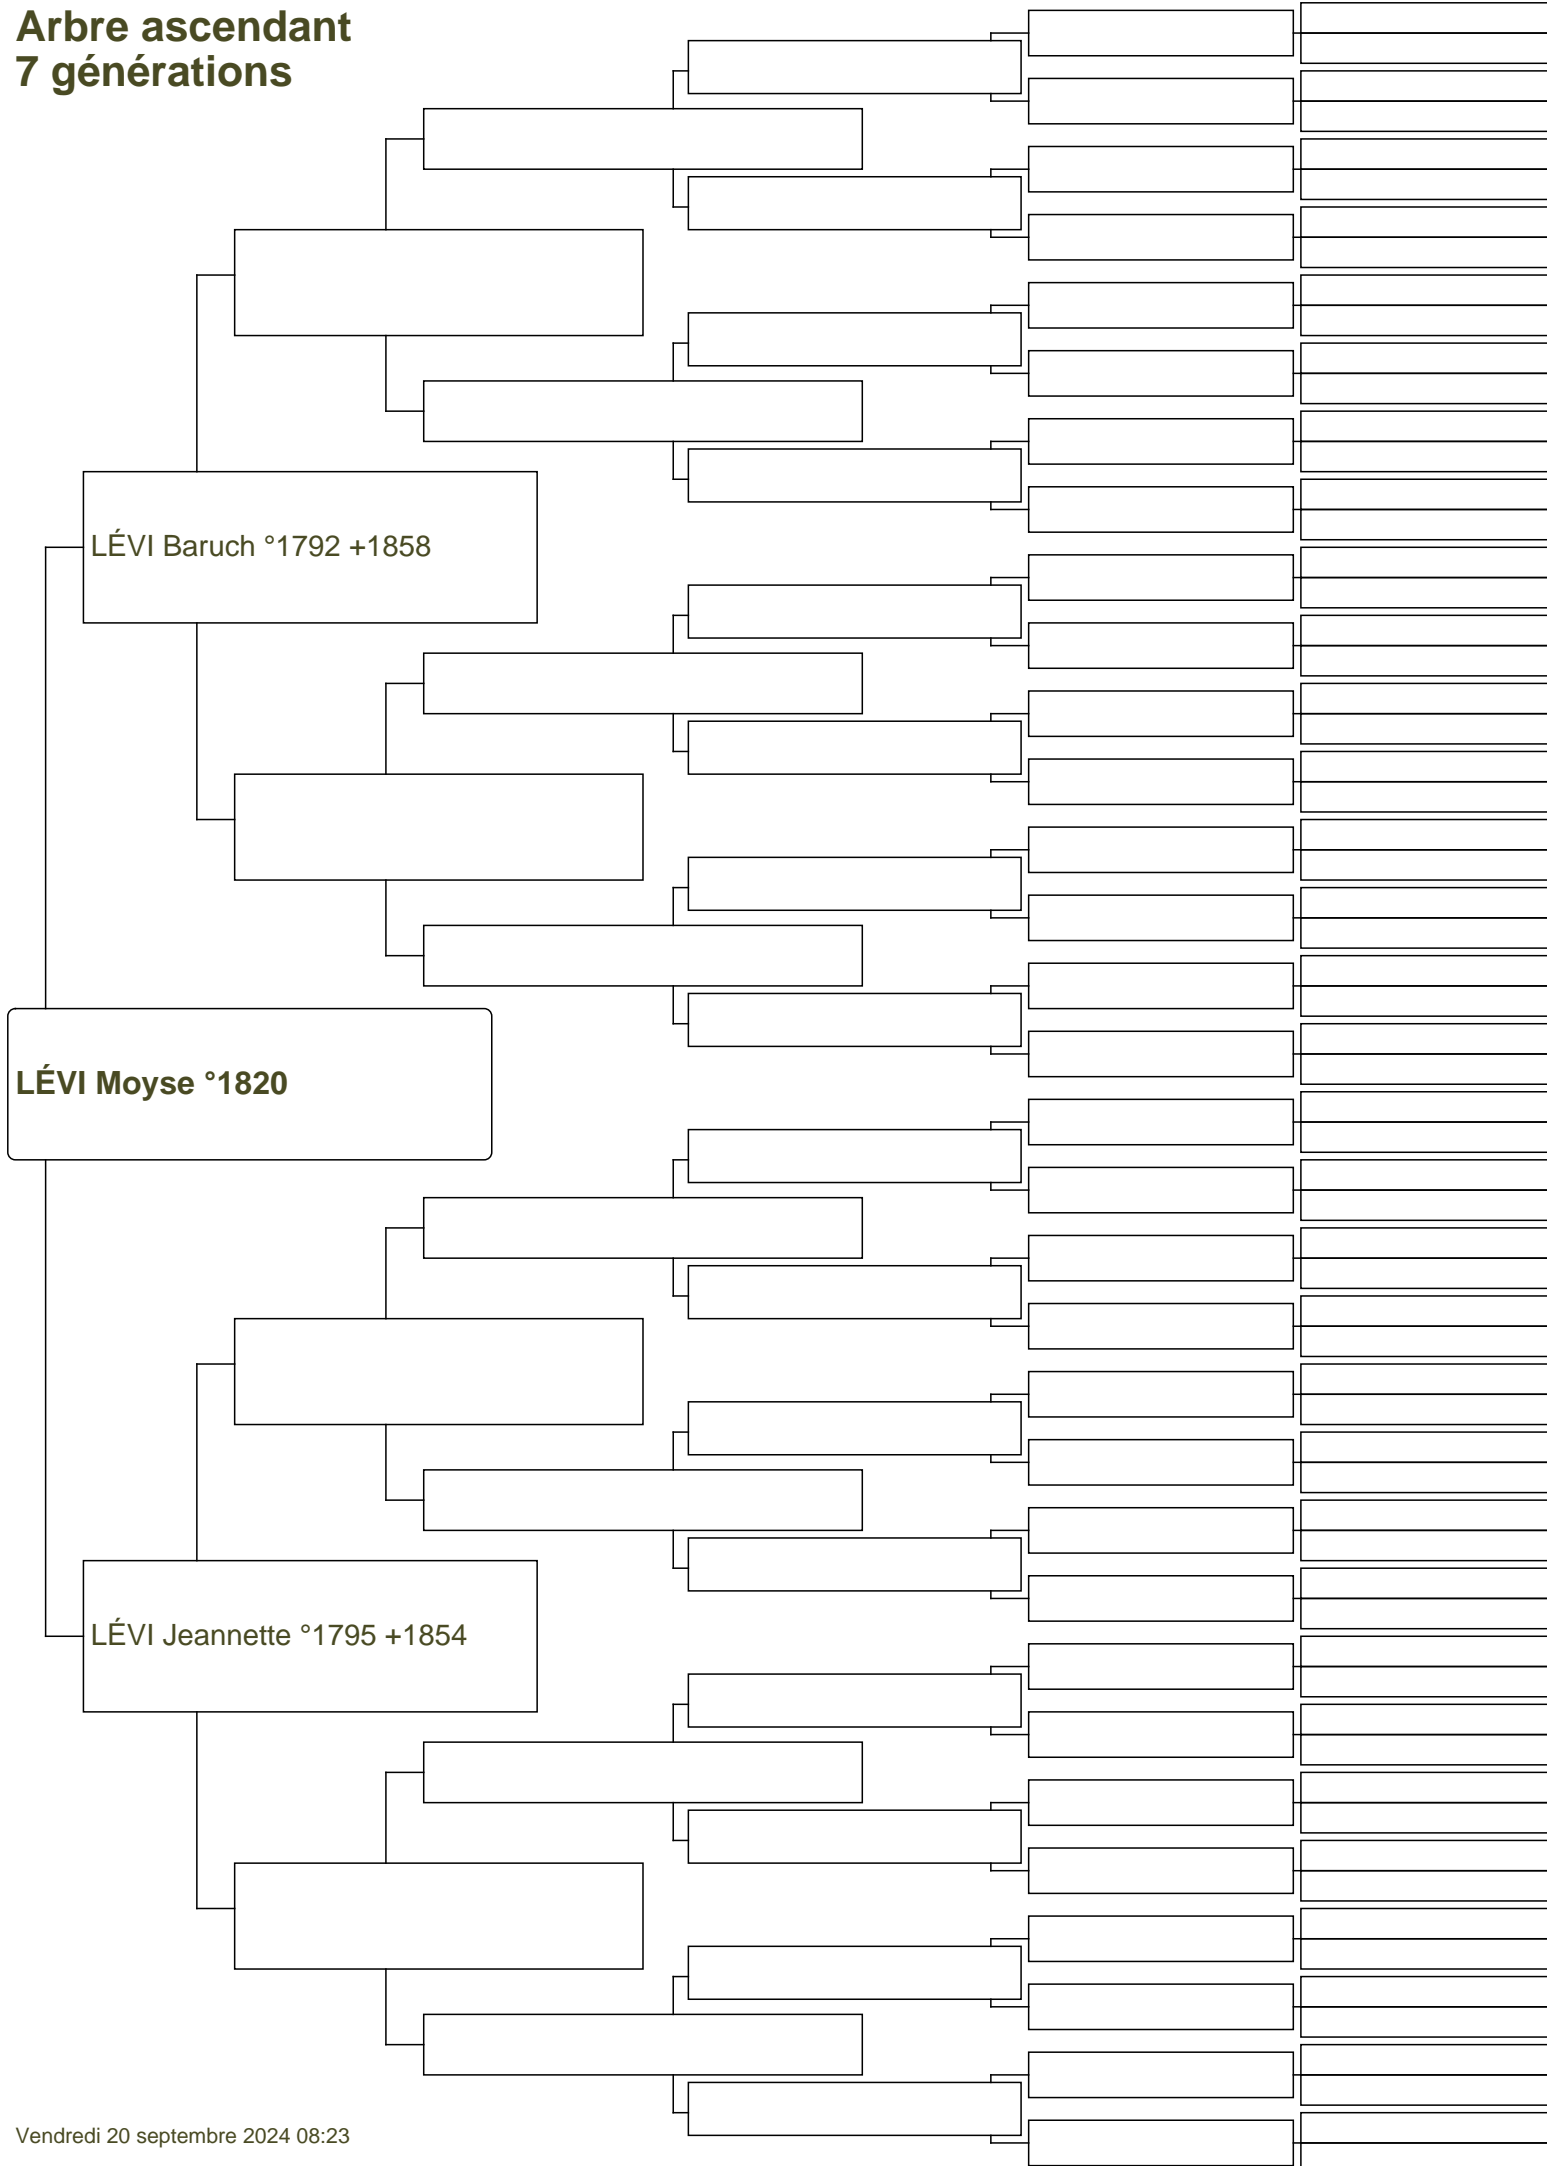 Arbre ascendant
7 générations
LÉVI Baruch °1792 +1858
LÉVI Moyse °1820
LÉVI Jeannette °1795 +1854
Vendredi 20 septembre 2024 08:23